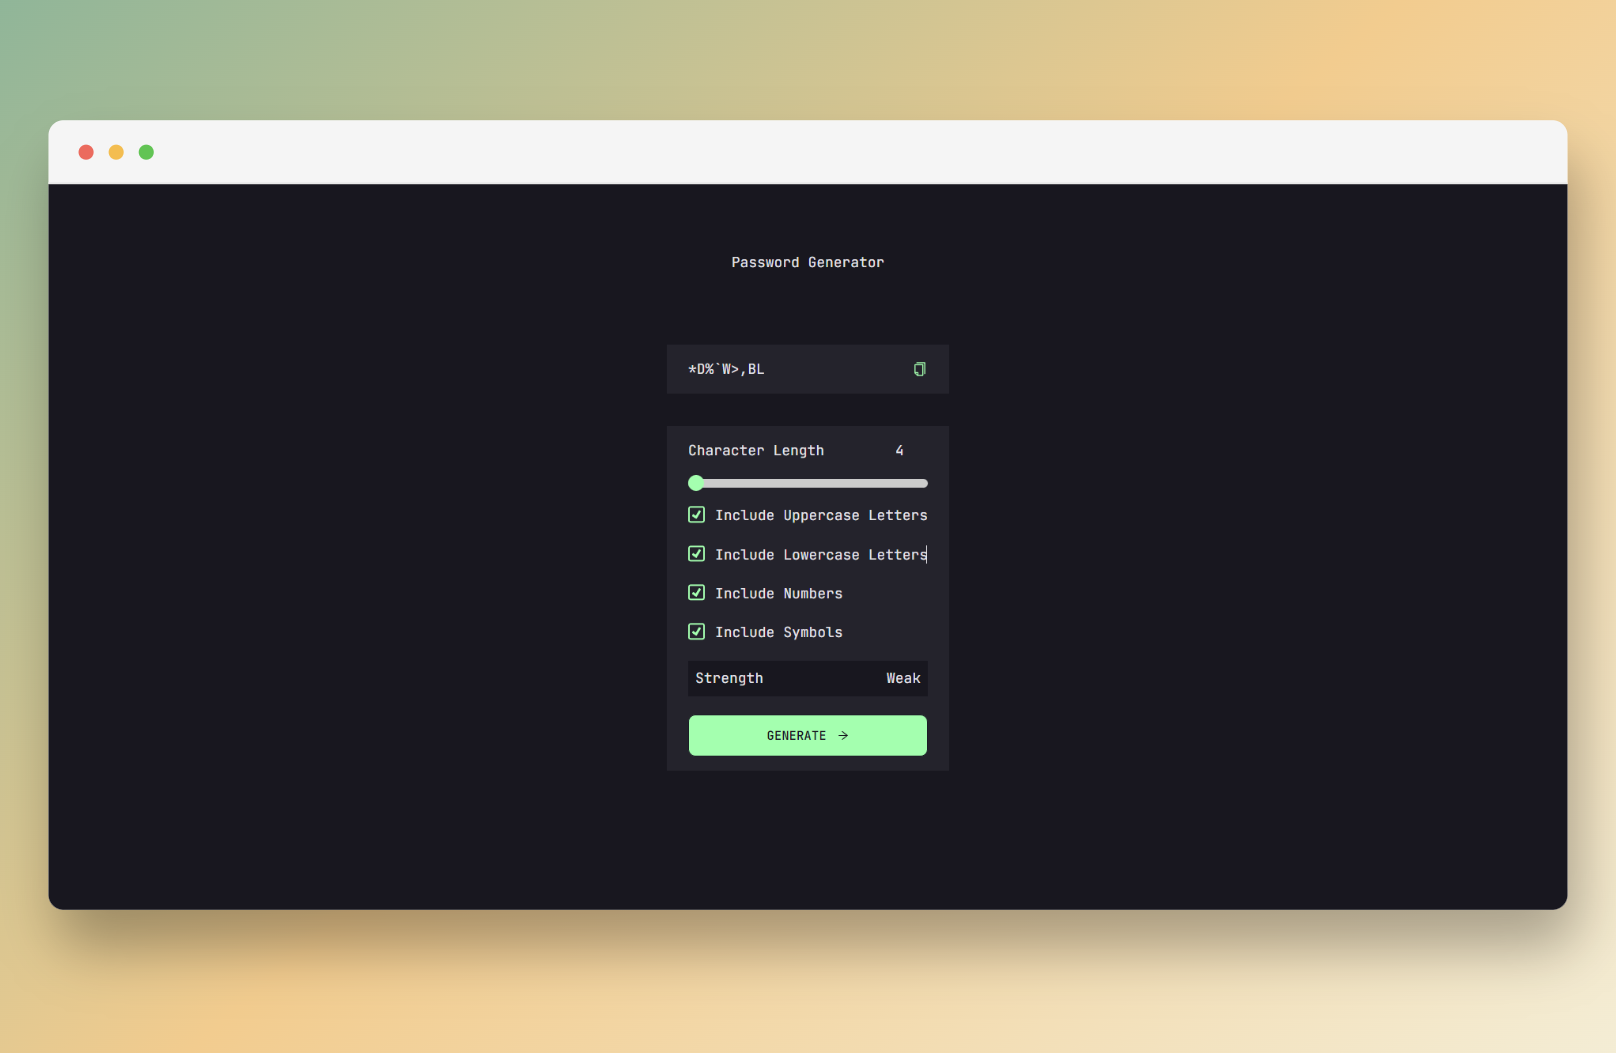 Password Generator
*D%`W>,BL
Character Length 4
Include Uppercase Letters
Include Lowercase Letters
Include Numbers
Include Symbols
Strength Weak
GENERATE →